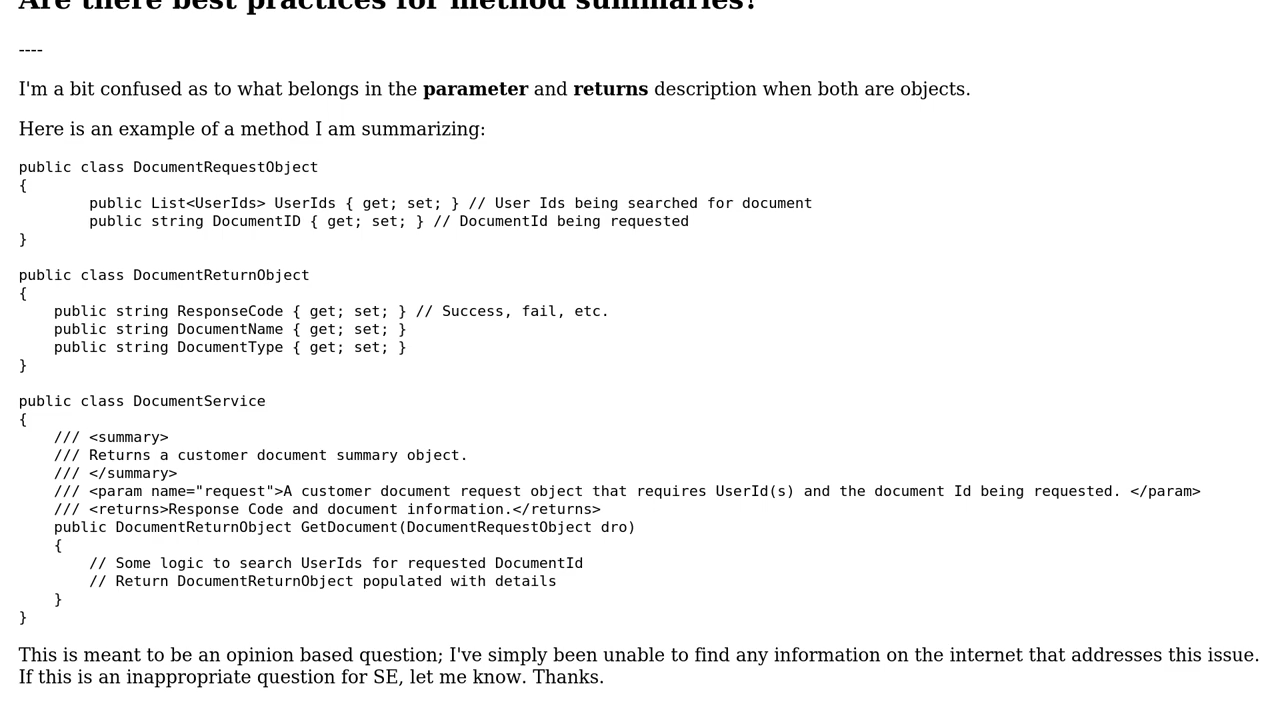 Are there best practices for method summaries?
----
I'm a bit confused as to what belongs in the parameter and returns description when both are objects.
Here is an example of a method I am summarizing:
public class DocumentRequestObject
{
        public List<UserIds> UserIds { get; set; } // User Ids being searched for document
        public string DocumentID { get; set; } // DocumentId being requested
}
public class DocumentReturnObject
{
    public string ResponseCode { get; set; } // Success, fail, etc.
    public string DocumentName { get; set; }
    public string DocumentType { get; set; }
}
public class DocumentService
{
    /// <summary>
    /// Returns a customer document summary object.
    /// </summary>
    /// <param name="request">A customer document request object that requires UserId(s) and the document Id being requested. </param>
    /// <returns>Response Code and document information.</returns>
    public DocumentReturnObject GetDocument(DocumentRequestObject dro)
    {
        // Some logic to search UserIds for requested DocumentId
        // Return DocumentReturnObject populated with details
    }
}
This is meant to be an opinion based question; I've simply been unable to find any information on the internet that addresses this issue.
If this is an inappropriate question for SE, let me know. Thanks.